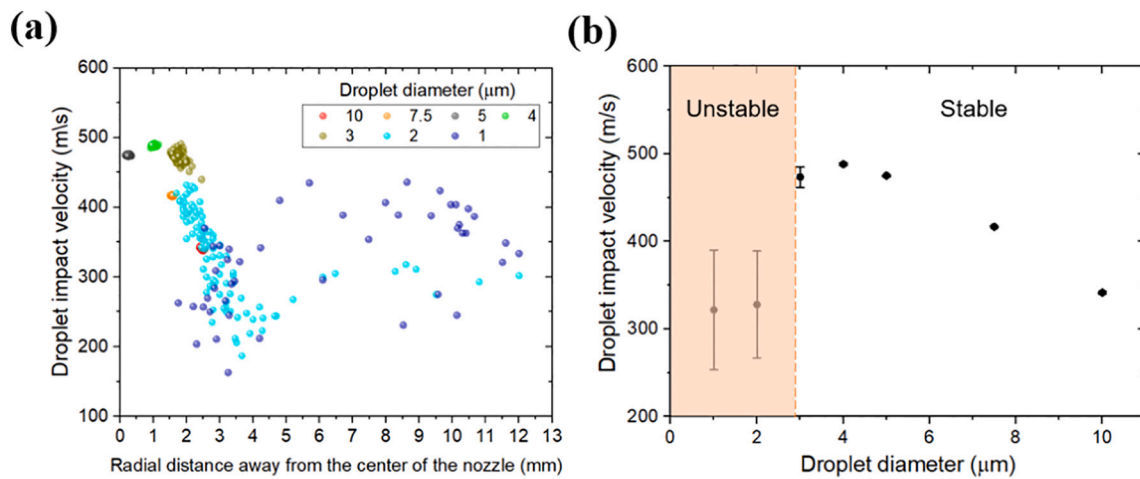 (a)
600
500
400
300
200
100
Droplet impact velocity (m\s)
Droplet diameter (μm)
10 7.5 5 4
3 2 1
0 1 2 3 4 5 6 7 8 9 10 11 12 13
Radial distance away from the center of the nozzle (mm)
(b)
600
500
400
300
200
Droplet impact velocity (m/s)
Unstable Stable
0 2 4 6 8 10
Droplet diameter (μm)